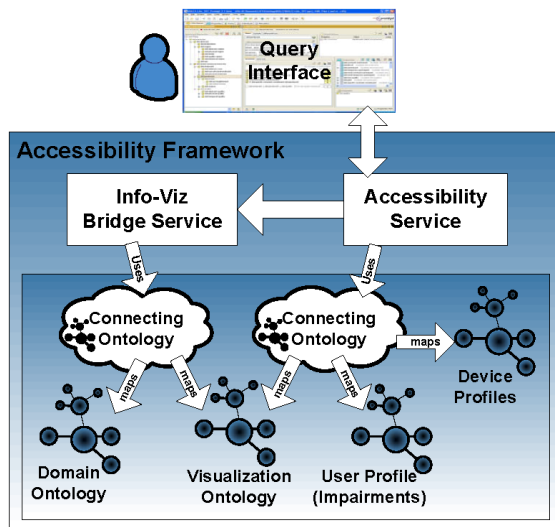 Query
Interface
Accessibility Framework
Info-Viz
Bridge Service
Accessibility
Service
Uses
Uses
Connecting
Ontology
Connecting
Ontology
maps
maps
maps
maps
maps
Device
Profiles
Domain
Ontology
Visualization
Ontology
User Profile
(Impairments)